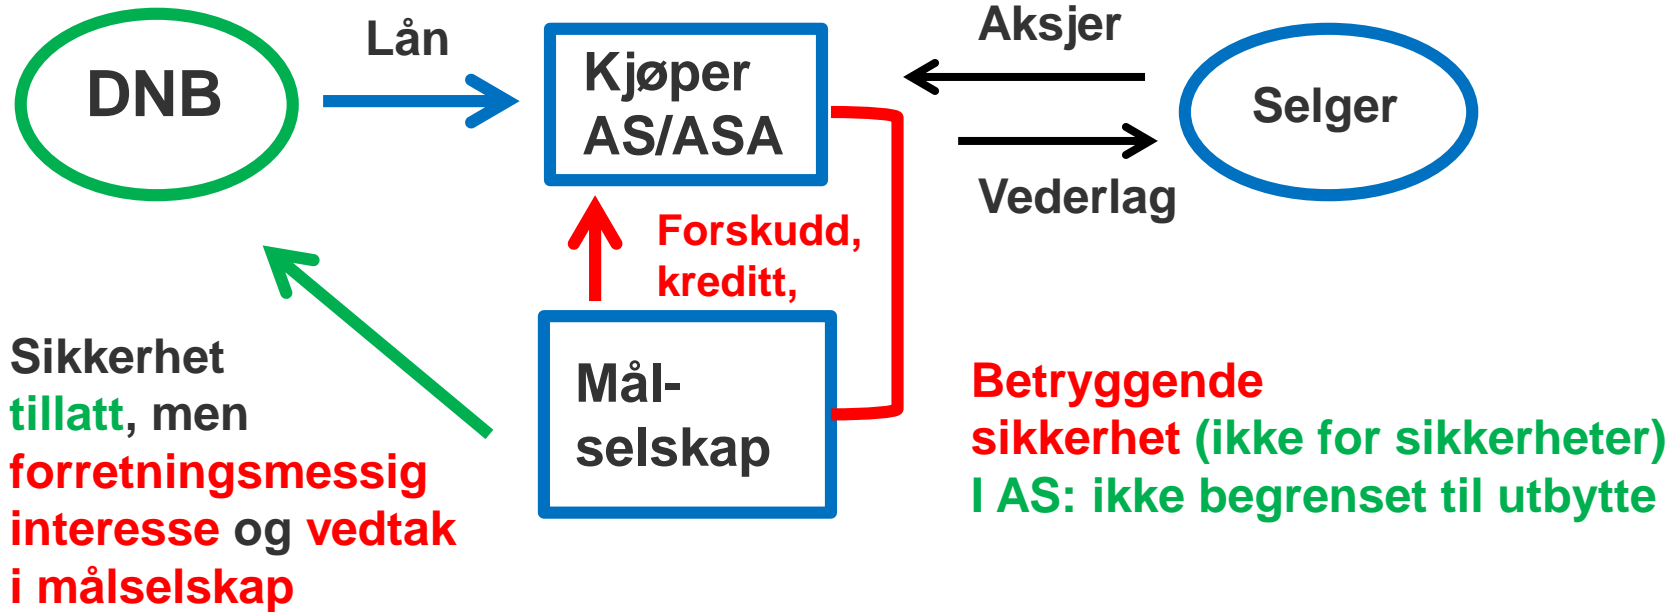 DNB
Lån
Kjøper
AS/ASA
Aksjer
Vederlag
Selger
Forskudd,
kreditt,
Mål-
selskap
Sikkerhet
tillatt, men
forretningsmessig
interesse og vedtak
i målselskap
Betryggende
sikkerhet (ikke for sikkerheter)
I AS: ikke begrenset til utbytte